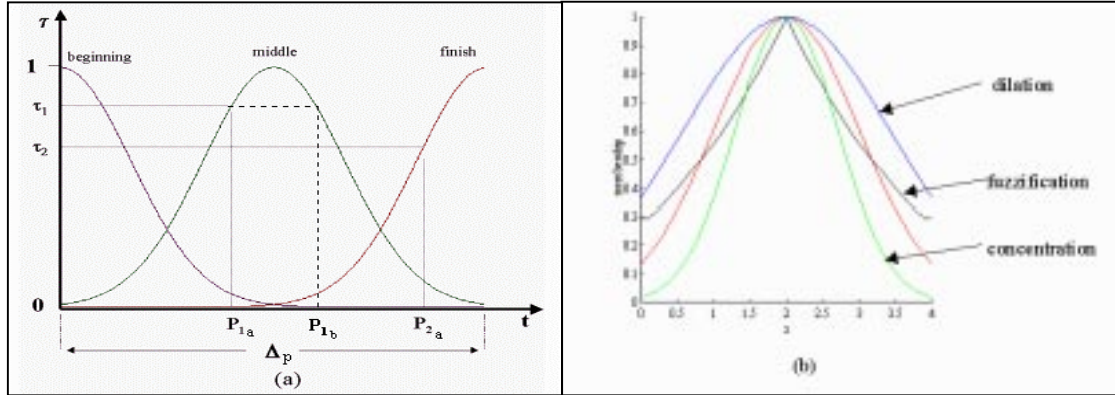 τ
beginning
middle
finish
1
τ₁
τ₂
0
P₁ₐ
P₁b
P₂ₐ
t
Δp
(a)
1
0.9
0.8
0.7
0.6
0.5
0.4
0.3
0.2
0.1
0
0 0.5 1 1.5 2 2.5 3 3.5 4
dilation
fuzzification
concentration
(b)